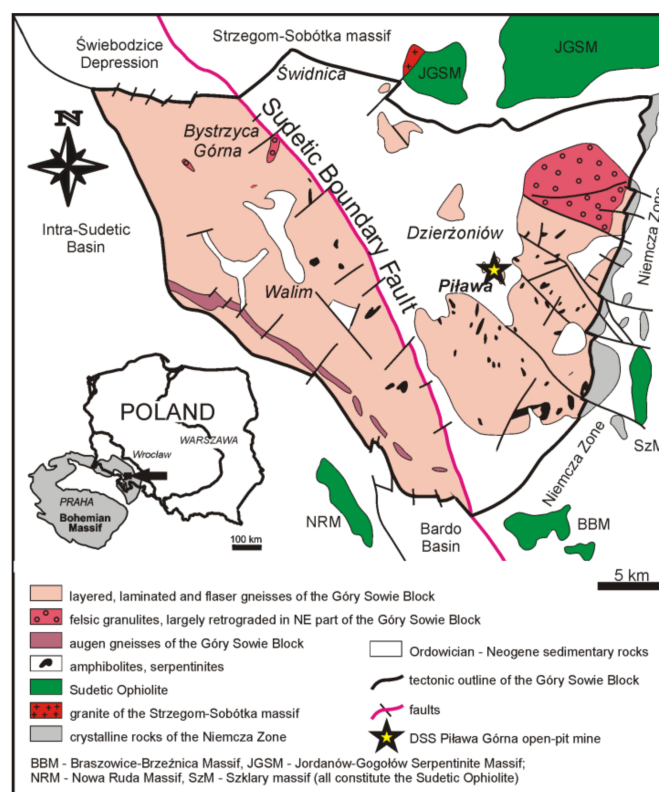 Świebodzice
Depression
Strzegom-Sobótka massif
JGSM
JGSM
Świdnica
N
Bystrzyca
Górna
Sudetic Boundary Fault
Intra-Sudetic
Basin
Dzierżoniów
Niemcza Zone
Piława
Walim
POLAND
WARSZAWA
Wrocław
PRAHA
Bohemian
Massif
100 km
SzM
Niemcza Zone
NRM
Bardo
Basin
BBM
5 km
layered, laminated and flaser gneisses of the Góry Sowie Block
felsic granulites, largely retrograded in NE part of the Góry Sowie Block
augen gneisses of the Góry Sowie Block
amphibolites, serpentinites
Sudetic Ophiolite
granite of the Strzegom-Sobótka massif
crystalline rocks of the Niemcza Zone
Ordowician - Neogene sedimentary rocks
tectonic outline of the Góry Sowie Block
faults
DSS Piława Górna open-pit mine
BBM - Braszowice-Brzeźnica Massif, JGSM - Jordanów-Gogołów Serpentinite Massif;
NRM - Nowa Ruda Massif, SzM - Szklary massif (all constitute the Sudetic Ophiolite)